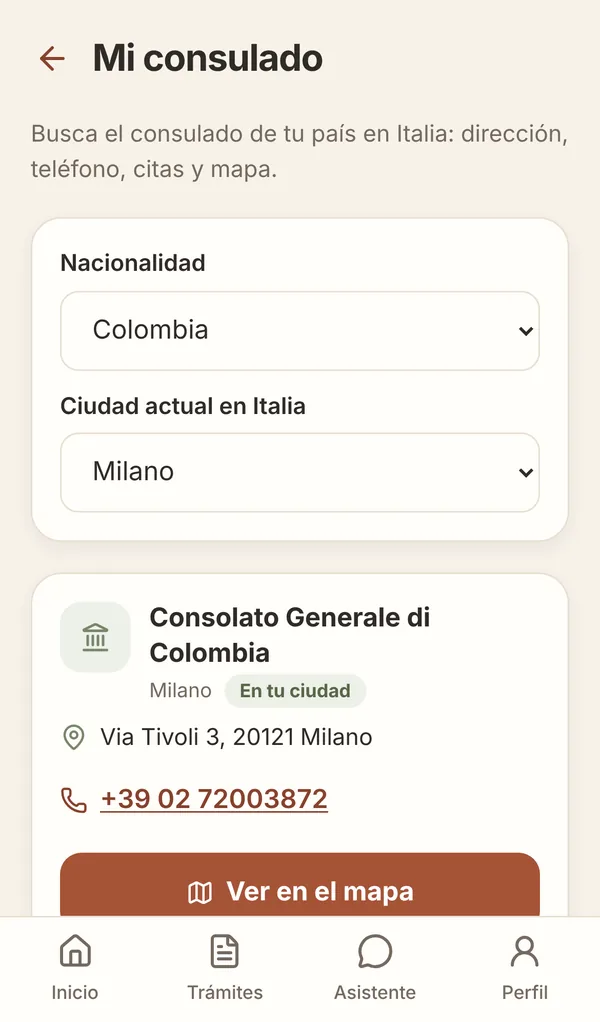 Mi consulado
Busca el consulado de tu país en Italia: dirección,
teléfono, citas y mapa.
Nacionalidad
Colombia
Ciudad actual en Italia
Milano
Consolato Generale di
Colombia
Milano En tu ciudad
Via Tivoli 3, 20121 Milano
+39 02 72003872
Ver en el mapa
Inicio Trámites Asistente Perfil